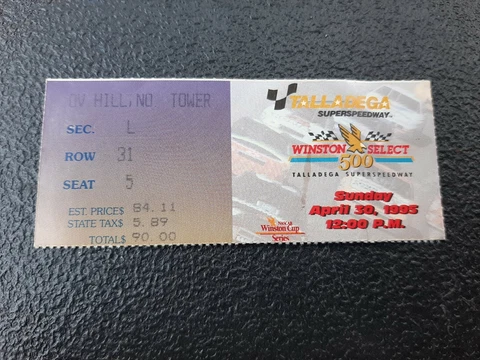 OV HILL,NO TOWER
SEC. L
ROW 31
SEAT 5
EST. PRICE$ 84.11
STATE TAX$ 5.89
TOTAL$ 90.00
TALLADEGA
SUPERSPEEDWAY
WINSTON SELECT
500
TALLADEGA SUPERSPEEDWAY
Sunday
April 30, 1995
12:00 P.M.
NASCAR
Winston Cup
Series